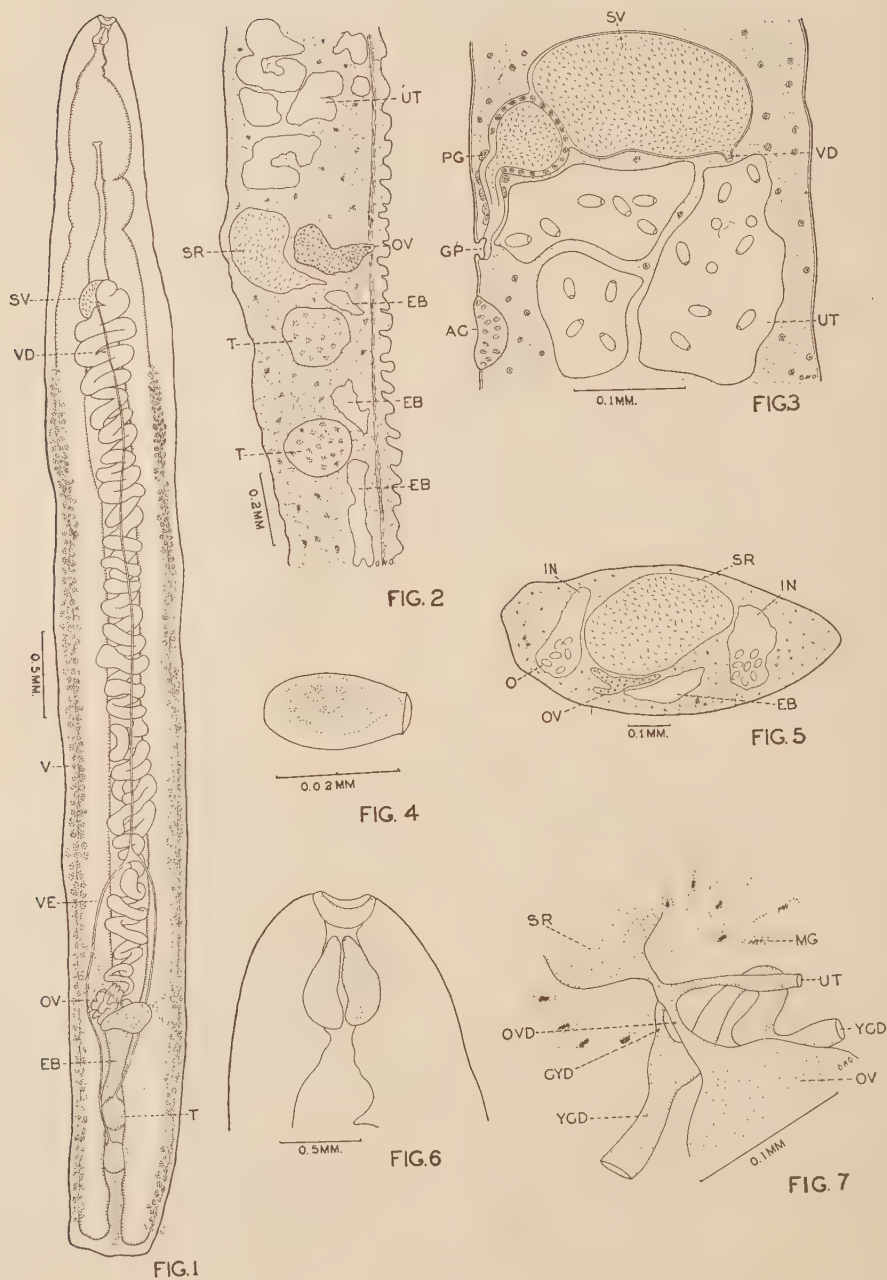 SV
VD
0.5MM.
V
VE
OV
EB
T
FIG.1
UT
SR
OV
EB
T
EB
T
EB
0.2MM
FIG. 2
SV
PG
VD
GP
AC
UT
0.1MM.
FIG.3
0.02MM
FIG. 4
IN
SR
IN
O
OV
EB
0.1MM.
FIG. 5
0.5MM.
FIG.6
SR
MG
UT
OVD
YGD
CYD
OV
YGD
0.1MM
FIG. 7